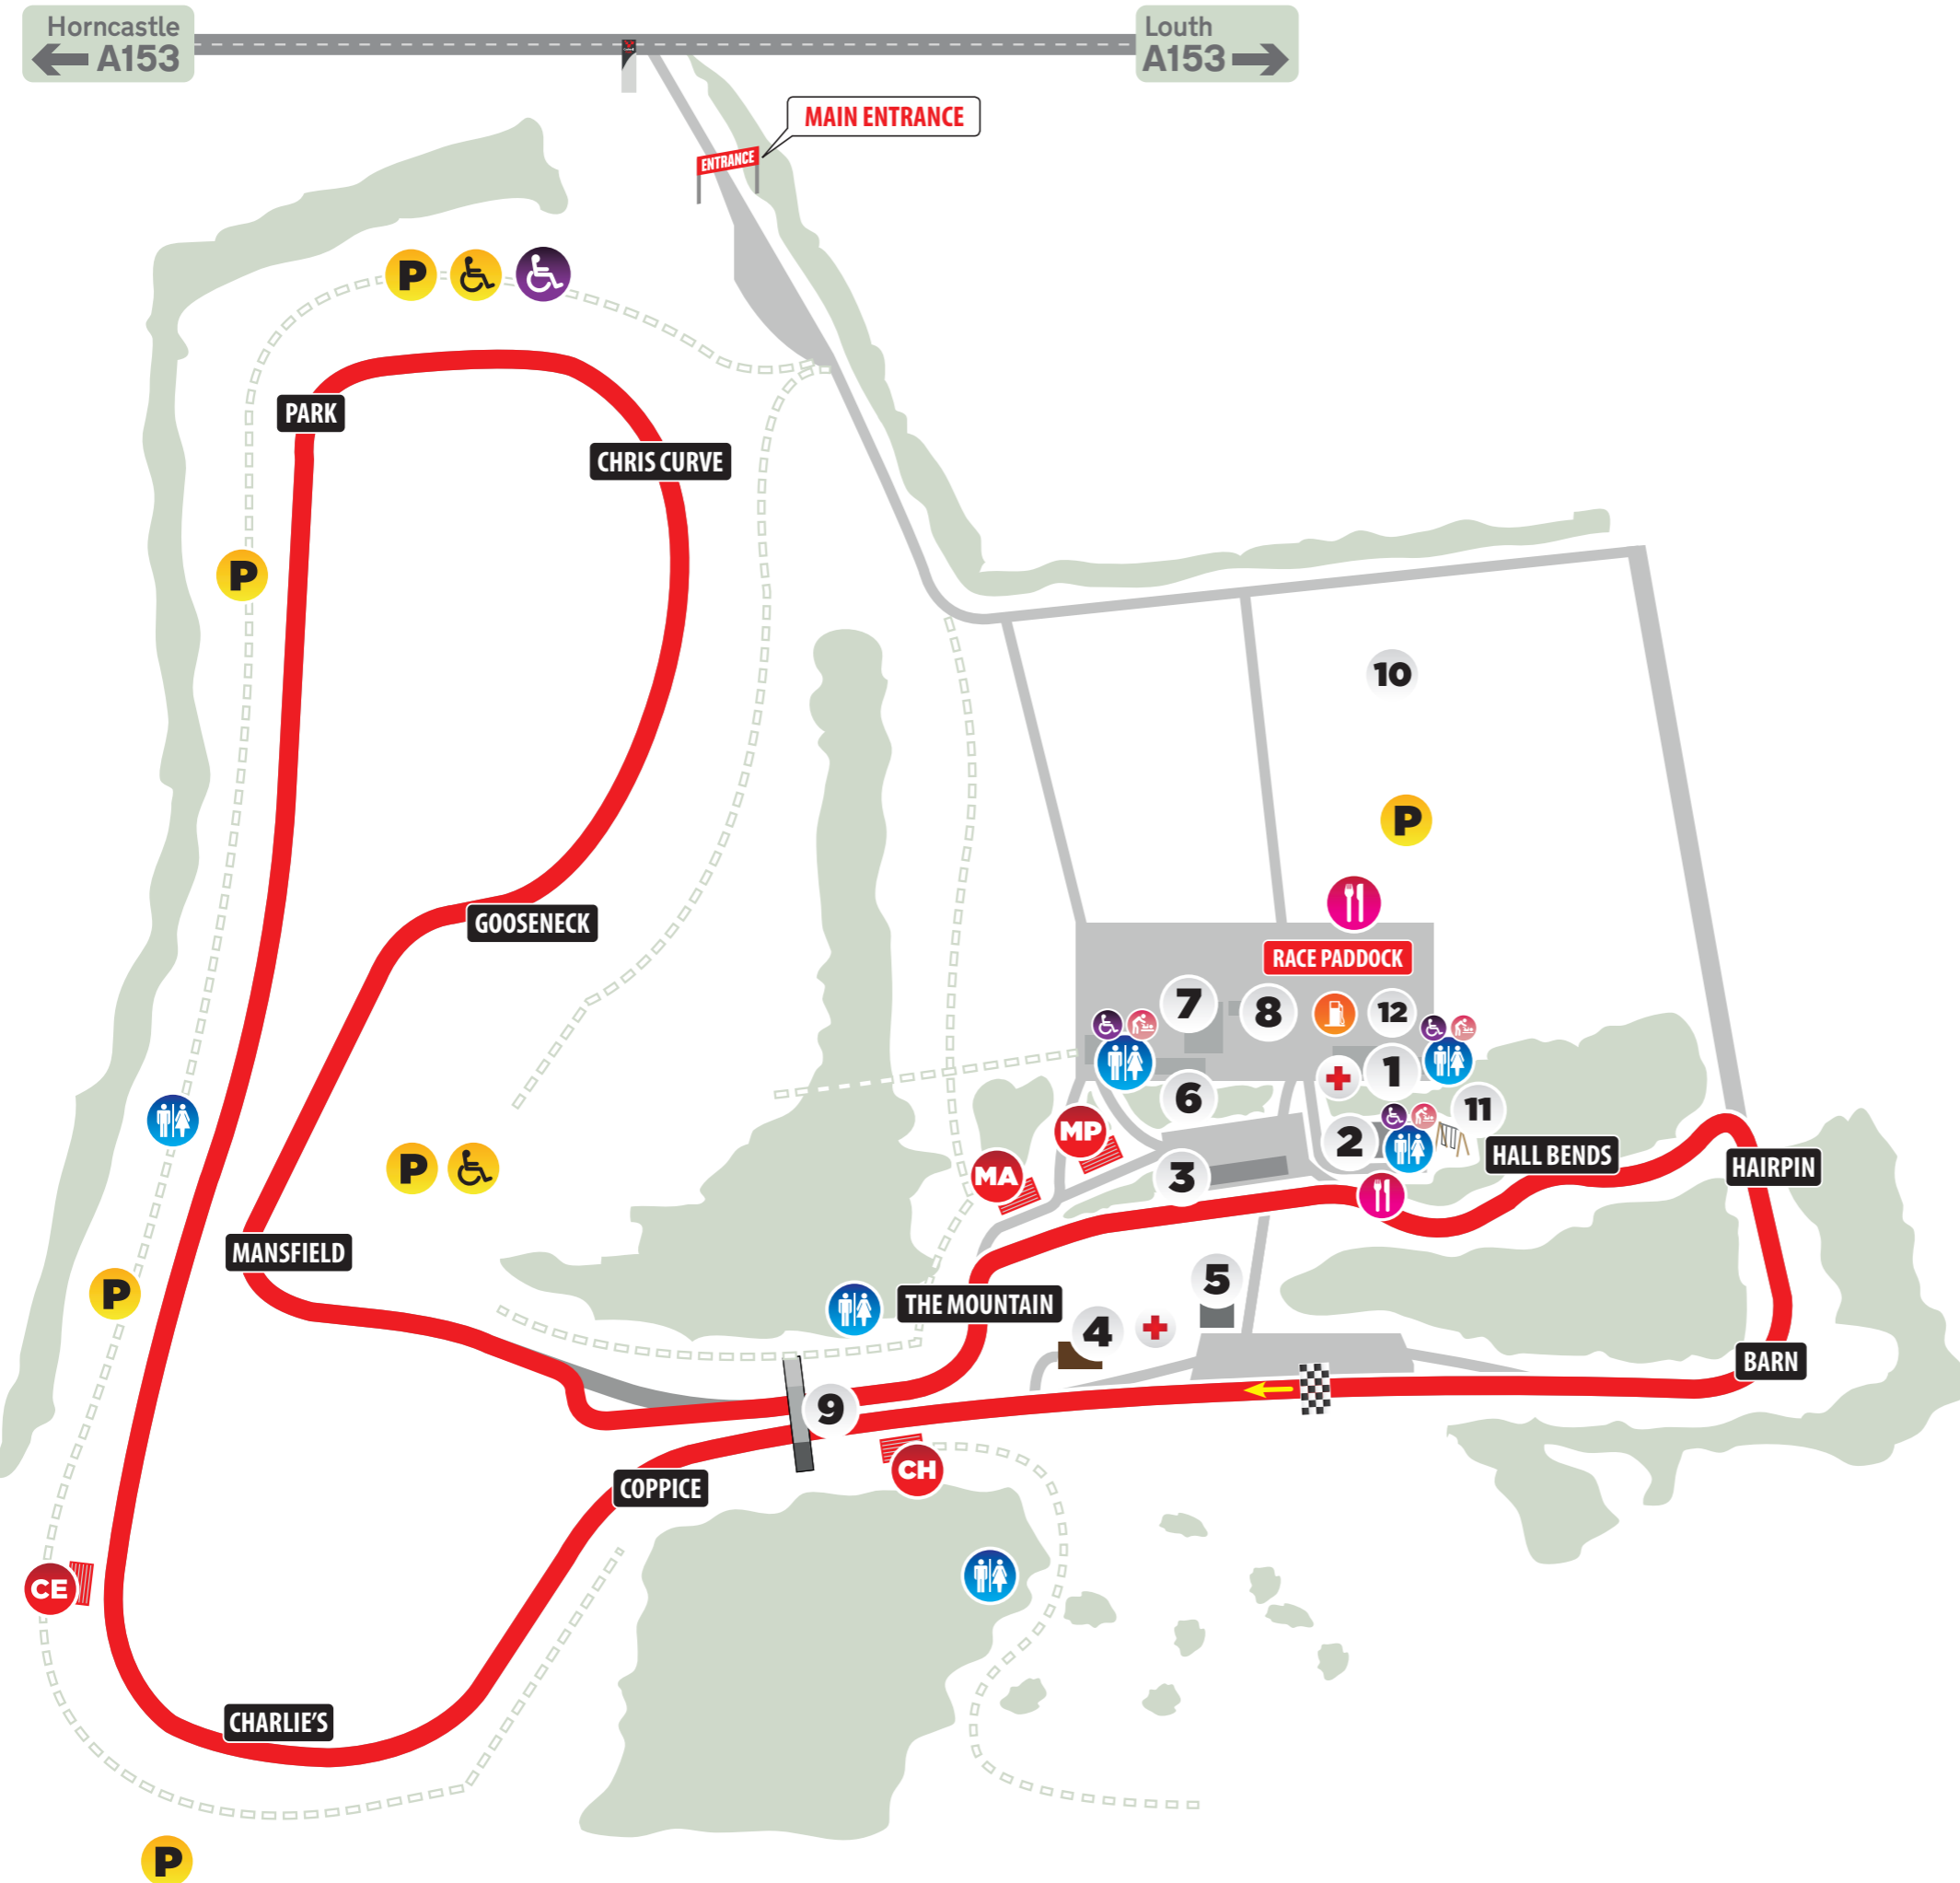 Horncastle
A153
Louth
A153
MAIN ENTRANCE
ENTRANCE
P
PARK
CHRIS CURVE
P
10
P
GOOSENECK
RACE PADDOCK
7
8
12
1
6
11
MP
2
HALL BENDS
HAIRPIN
MA
3
P
MANSFIELD
P
5
THE MOUNTAIN
4
BARN
9
COPPICE
CH
CE
CHARLIE'S
P